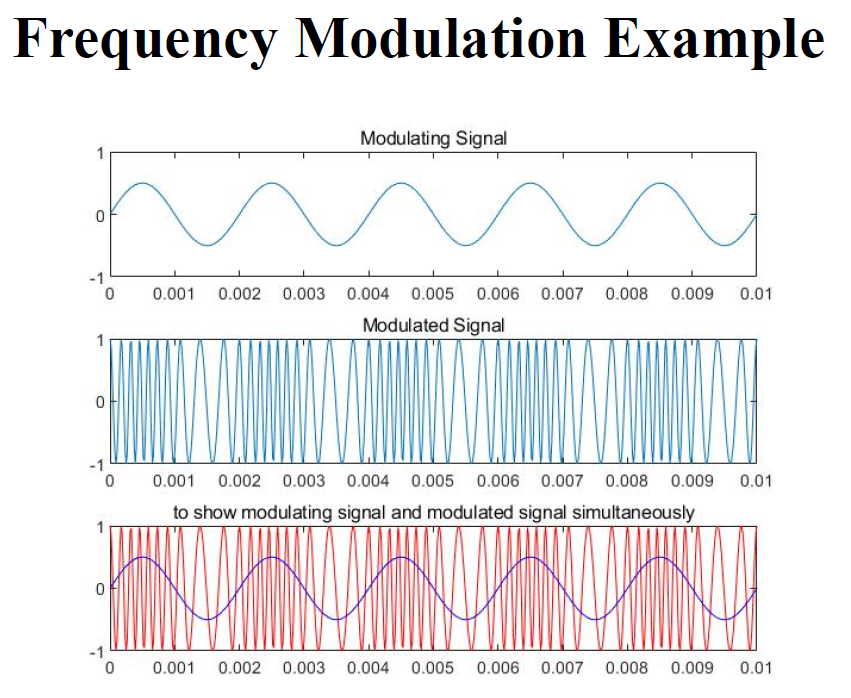 Frequency Modulation Example
Modulating Signal
1
0
-1
0 0.001 0.002 0.003 0.004 0.005 0.006 0.007 0.008 0.009 0.01
Modulated Signal
1
0
-1
0 0.001 0.002 0.003 0.004 0.005 0.006 0.007 0.008 0.009 0.01
to show modulating signal and modulated signal simultaneously
1
0
-1
0 0.001 0.002 0.003 0.004 0.005 0.006 0.007 0.008 0.009 0.01